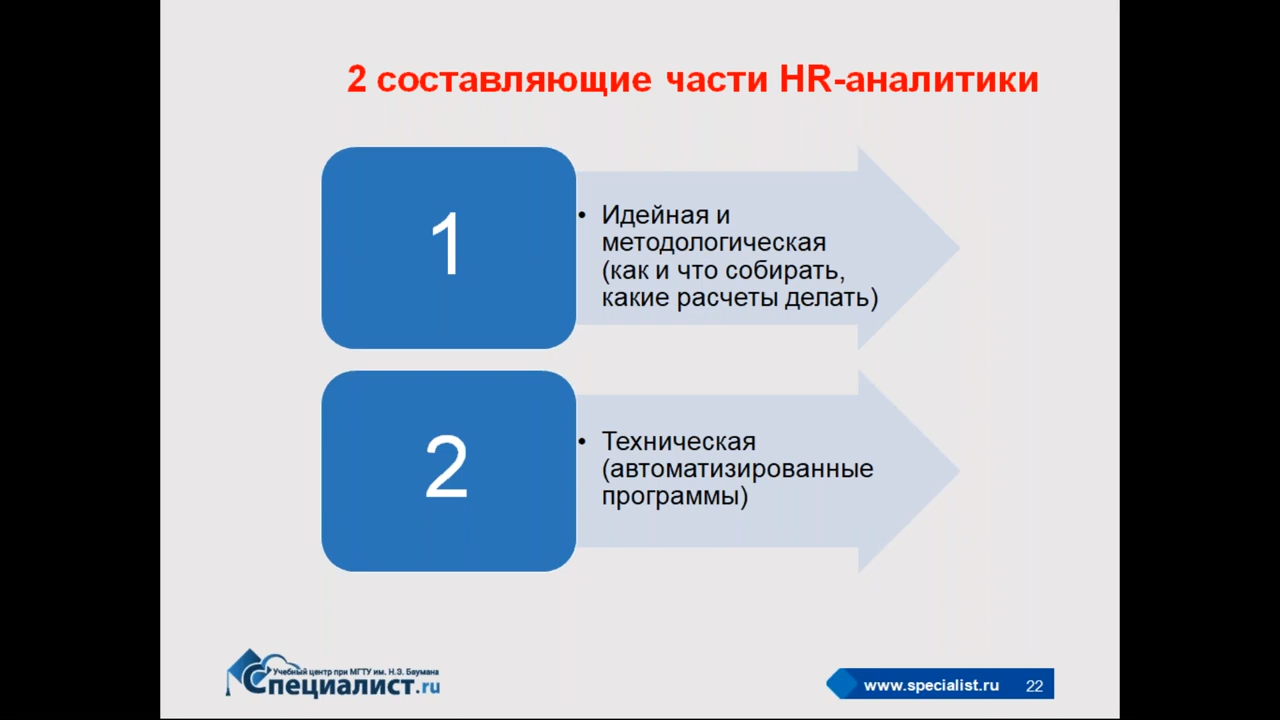 2 составляющие части HR-аналитики
1
• Идейная и
методологическая
(как и что собирать,
какие расчеты делать)
2
• Техническая
(автоматизированные
программы)
Учебный центр при МГТУ им. Н.Э. Баумана
Специалист.ru
www.specialist.ru 22